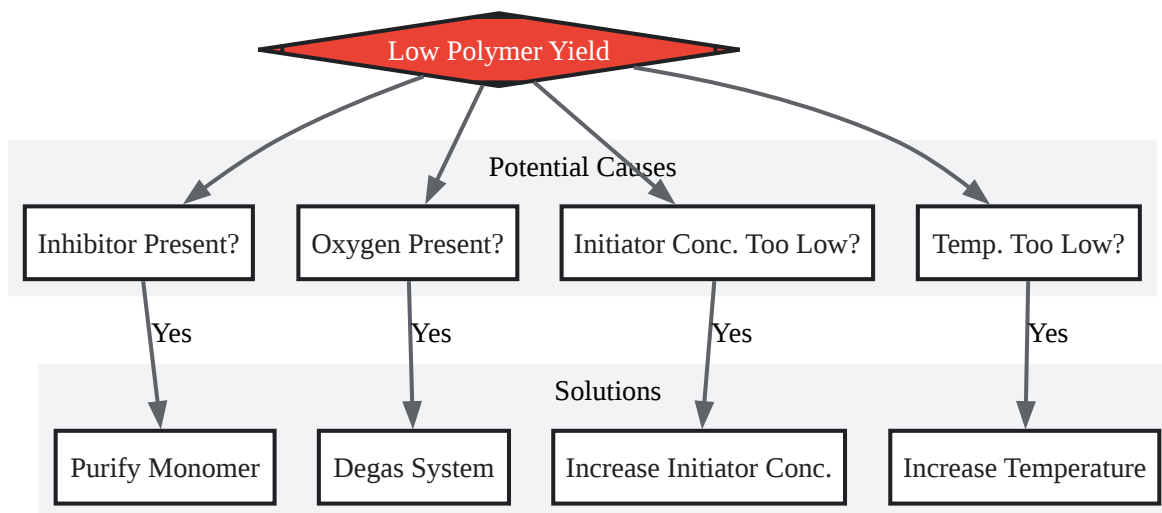 Low Polymer Yield
Potential Causes
Inhibitor Present?
Oxygen Present?
Initiator Conc. Too Low?
Temp. Too Low?
Yes
Yes
Yes
Yes
Solutions
Purify Monomer
Degas System
Increase Initiator Conc.
Increase Temperature